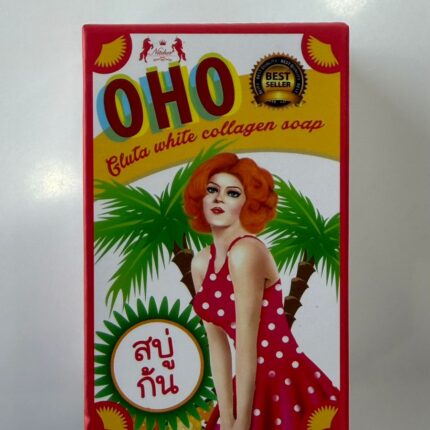 OHO
BEST
SELLER
Gluta white collagen soap
สบู่
ก้น